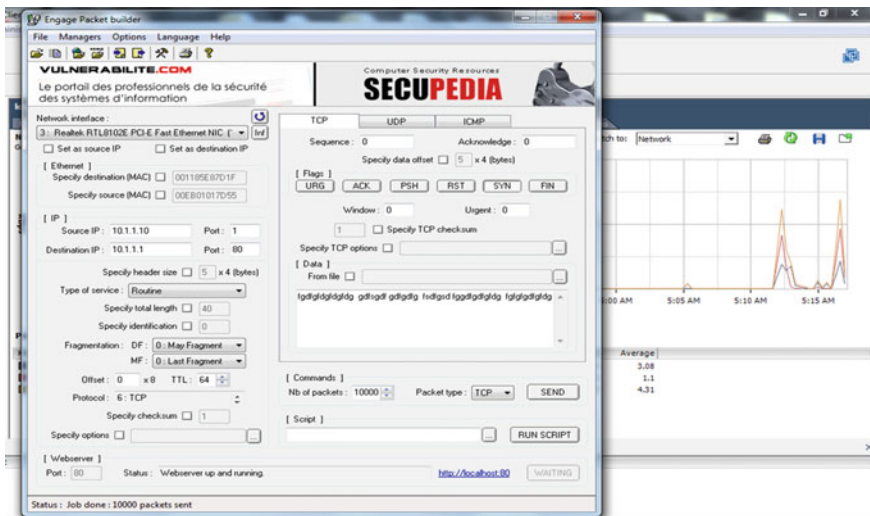 Engage Packet builder
File Managers Options Language Help
VULNERABILITE.COM
Le portail des professionnels de la sécurité
des systèmes d'information
Computer Security Resources
SECUPEDIA
Network interface :
3 : Realtek RTL8102E PCI-E Fast Ethernet NIC
Inf
Set as source IP Set as destination IP
[ Ethernet ]
Specify destination (MAC) 001185E87D1F
Specify source (MAC) 00EB01017D55
[ IP ]
Source IP : 10.1.1.10 Port : 1
Destination IP : 10.1.1.1 Port : 80
Specify header size 5 x 4 (bytes)
Type of service : Routine
Specify total length 40
Specify identification 0
Fragmentation : DF : 0 : May Fragment
MF : 0 : Last Fragment
Offset : 0 x 8 TTL : 64
Protocol : 6 : TCP
Specify checksum 1
Specify options ...
TCP UDP ICMP
Sequence : 0 Acknowledge : 0
Specify data offset 5 x 4 (bytes)
[ Flags ]
URG ACK PSH RST SYN FIN
Window : 0 Urgent : 0
1 Specify TCP checksum
Specify TCP options ...
[ Data ]
From file ...
[ Commands ]
Nb of packets : 10000 Packet type : TCP SEND
[ Script ]
... RUN SCRIPT
[ Webserver ]
Port : 80 Status : Webserver up and running. http://localhost:80 WAITING
Status : Job done : 10000 packets sent
tch to: Network
5:00 AM 5:05 AM 5:10 AM 5:15 AM
Average
3.08
1.1
4.31